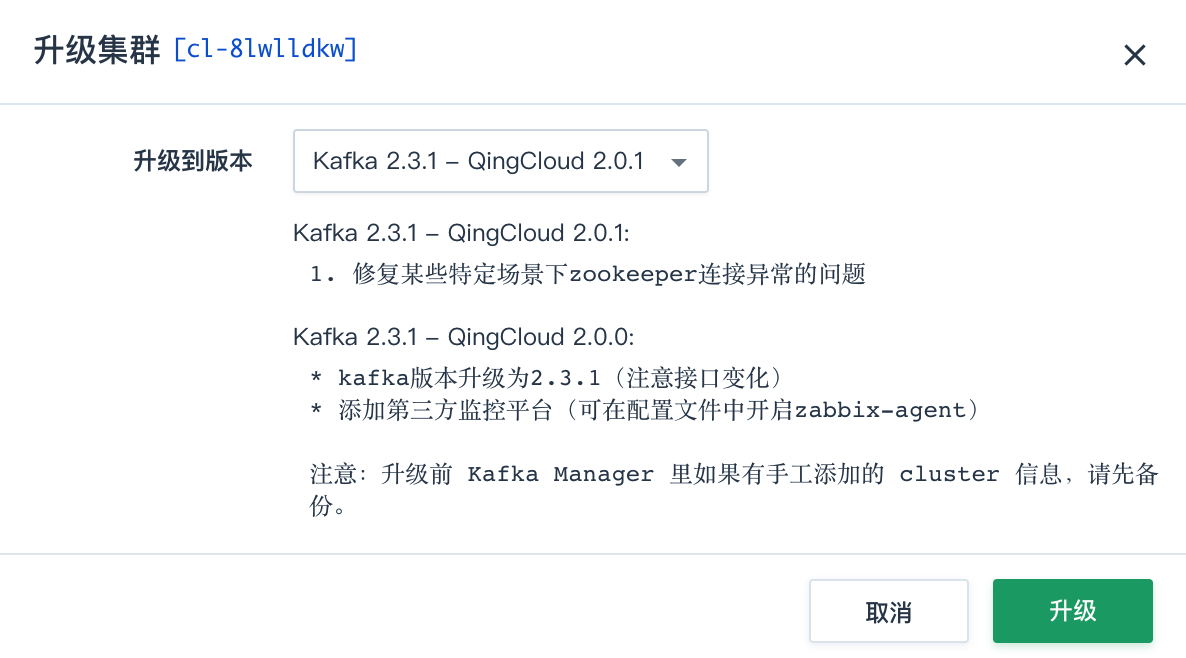 升级集群 [cl-8lwlldkw]
升级到版本
Kafka 2.3.1 – QingCloud 2.0.1
Kafka 2.3.1 – QingCloud 2.0.1:
1. 修复某些特定场景下zookeeper连接异常的问题
Kafka 2.3.1 – QingCloud 2.0.0:
* kafka版本升级为2.3.1（注意接口变化）
* 添加第三方监控平台（可在配置文件中开启zabbix-agent）
注意：升级前 Kafka Manager 里如果有手工添加的 cluster 信息，请先备
份。
取消
升级